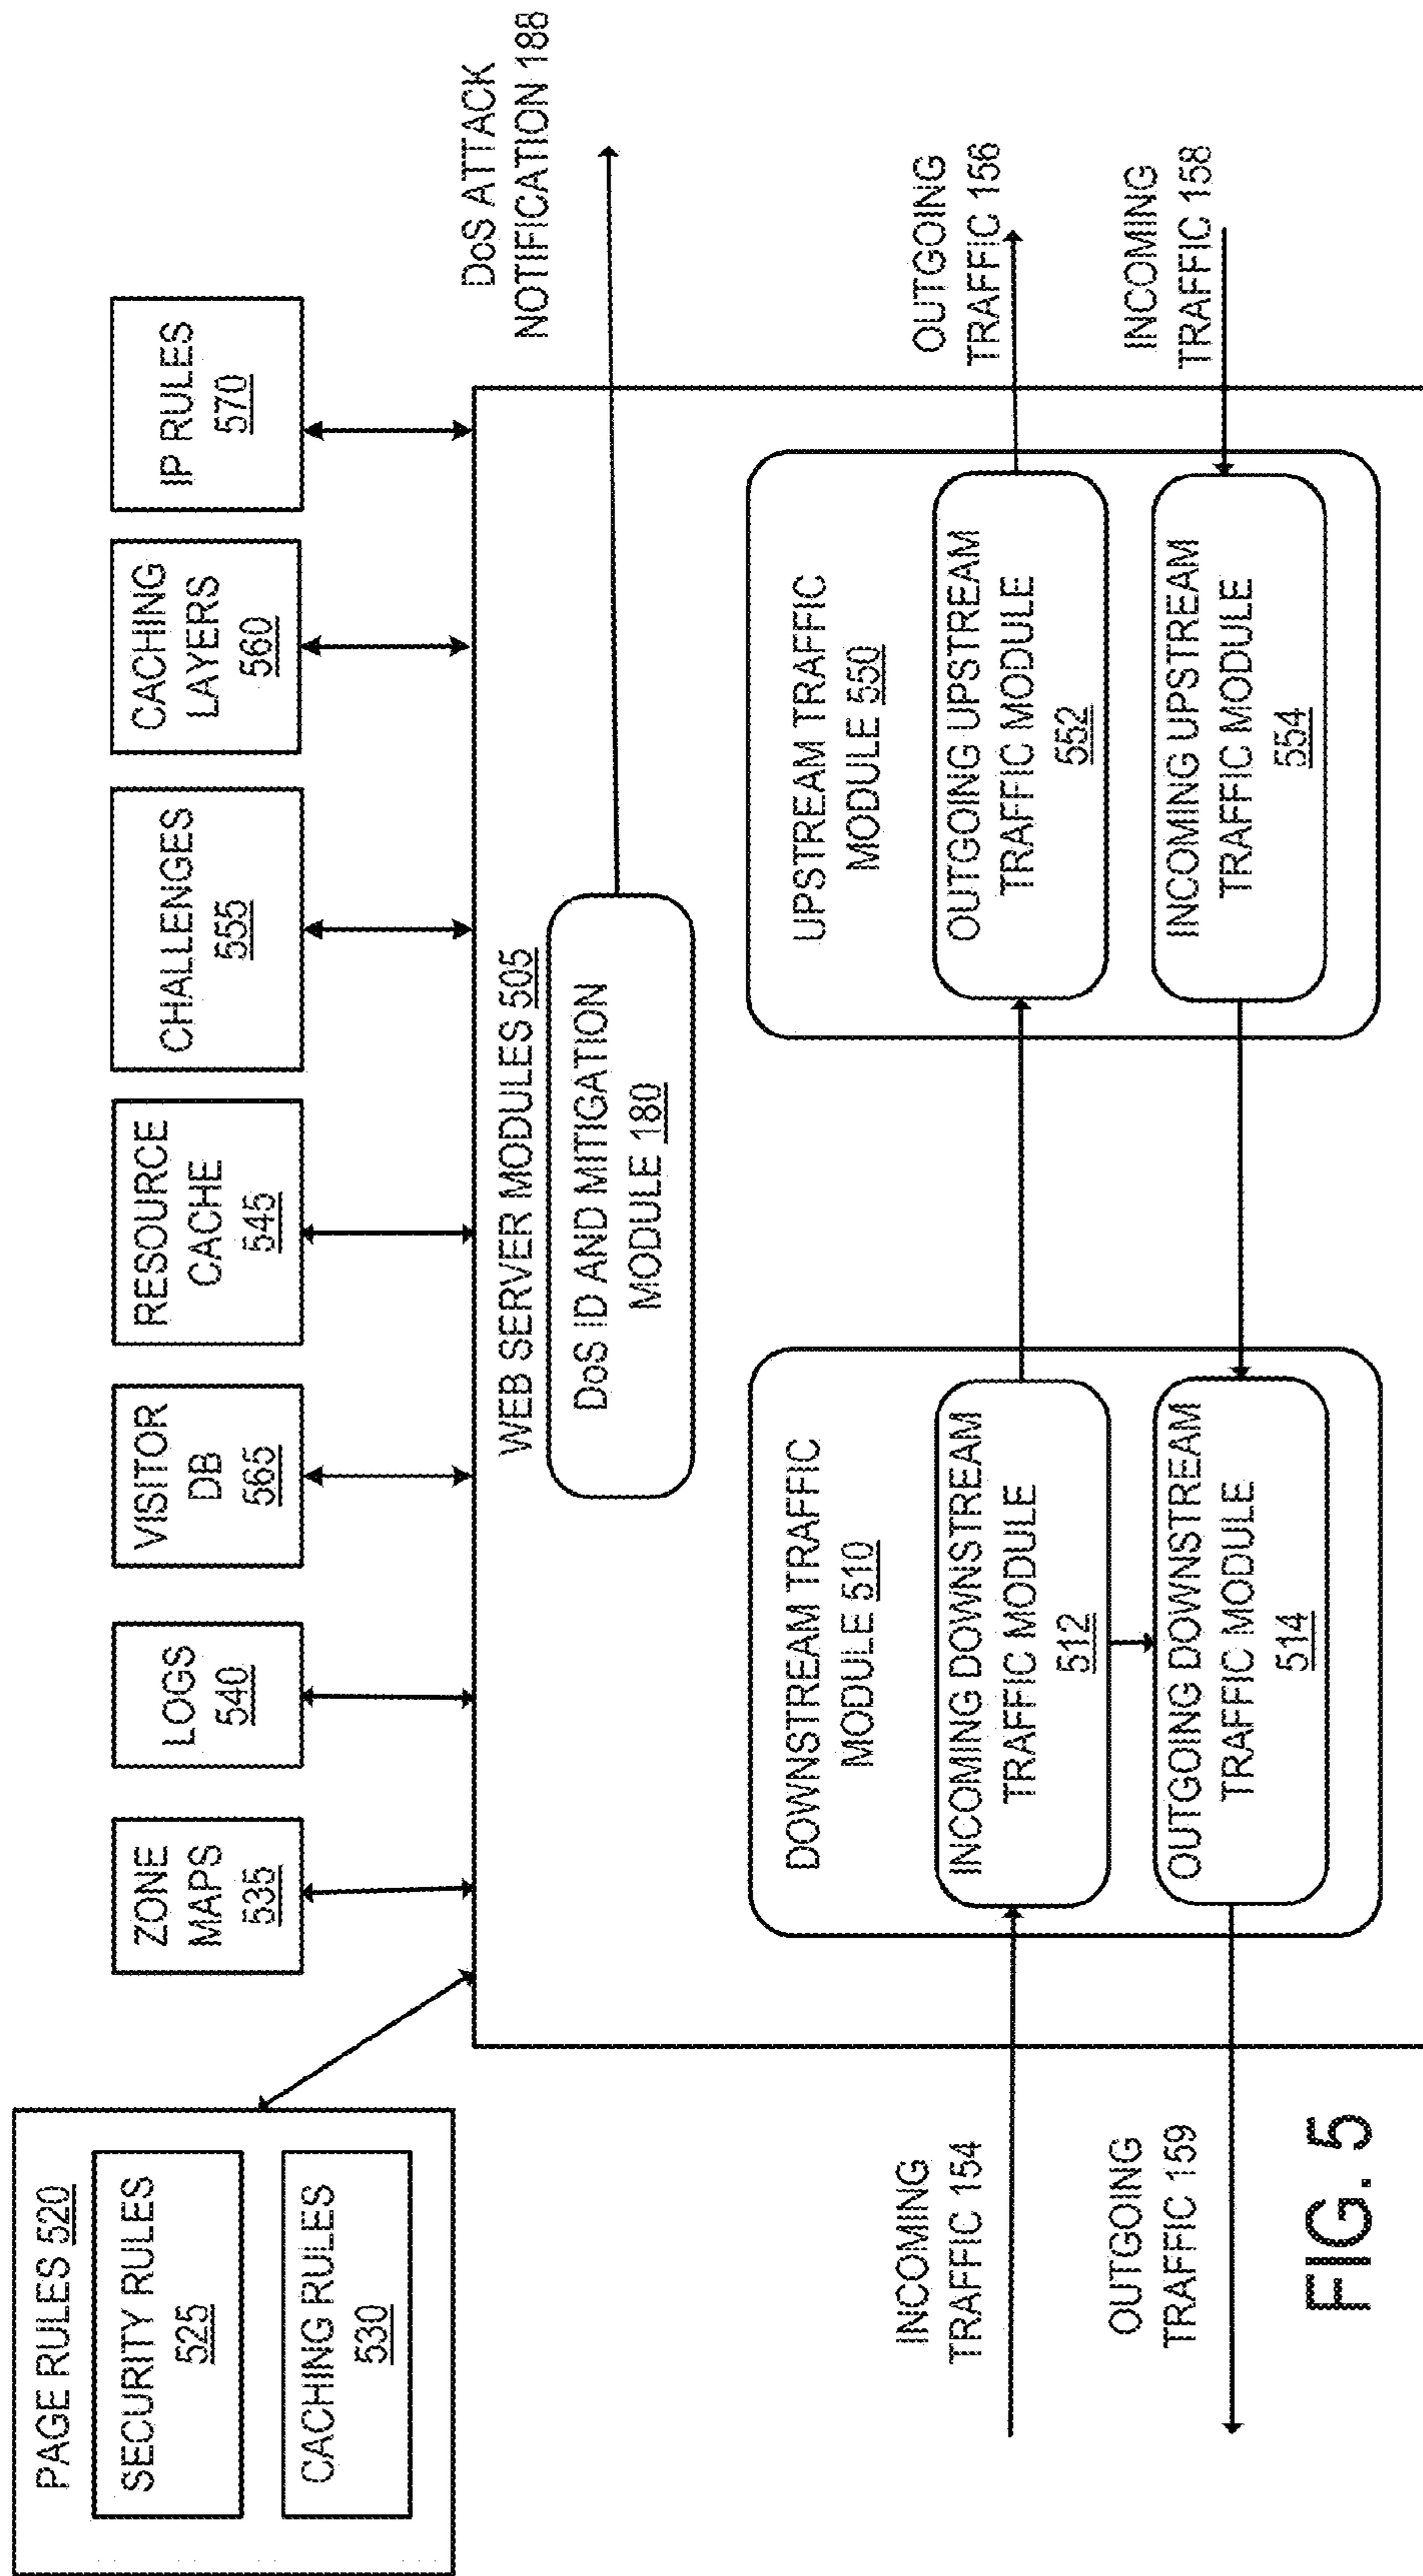 PAGE RULES 520
SECURITY RULES
525
CACHING RULES
530
ZONE
MAPS
535
LOGS
540
VISITOR
DB
565
RESOURCE
CACHE
545
CHALLENGES
555
CACHING
LAYERS
560
IP RULES
570
WEB SERVER MODULES 505
DoS ID AND MITIGATION
MODULE 180
DoS ATTACK
NOTIFICATION 188
DOWNSTREAM TRAFFIC
MODULE 510
INCOMING DOWNSTREAM
TRAFFIC MODULE
512
OUTGOING DOWNSTREAM
TRAFFIC MODULE
514
UPSTREAM TRAFFIC
MODULE 550
OUTGOING UPSTREAM
TRAFFIC MODULE
552
INCOMING UPSTREAM
TRAFFIC MODULE
554
INCOMING
TRAFFIC 154
OUTGOING
TRAFFIC 159
OUTGOING
TRAFFIC 156
INCOMING
TRAFFIC 158
FIG. 5